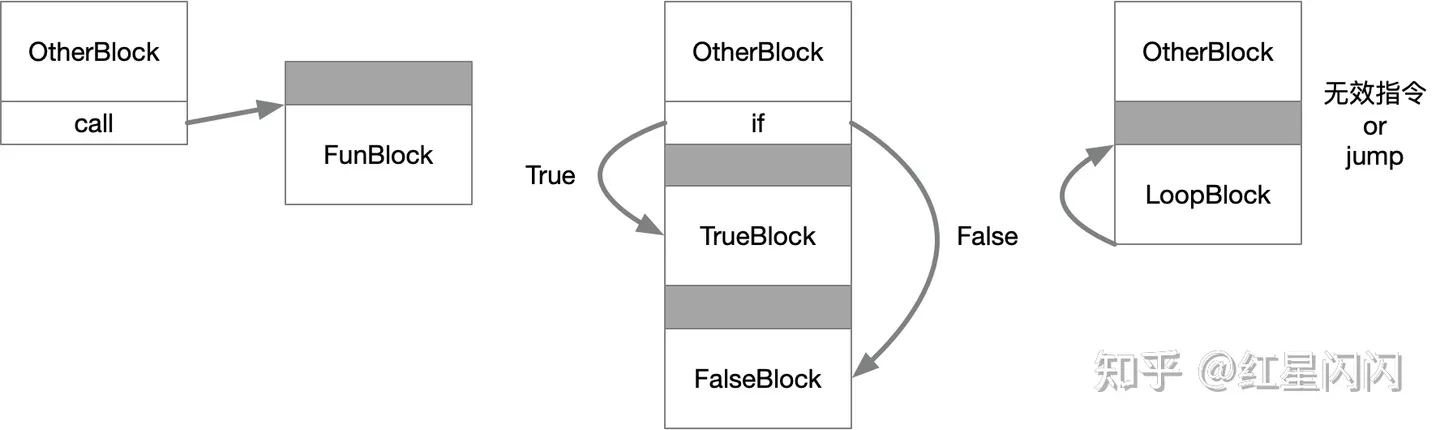 OtherBlock
call
FunBlock
OtherBlock
if
True
TrueBlock
False
FalseBlock
OtherBlock
无效指令
or
jump
LoopBlock
知乎 @红星闪闪